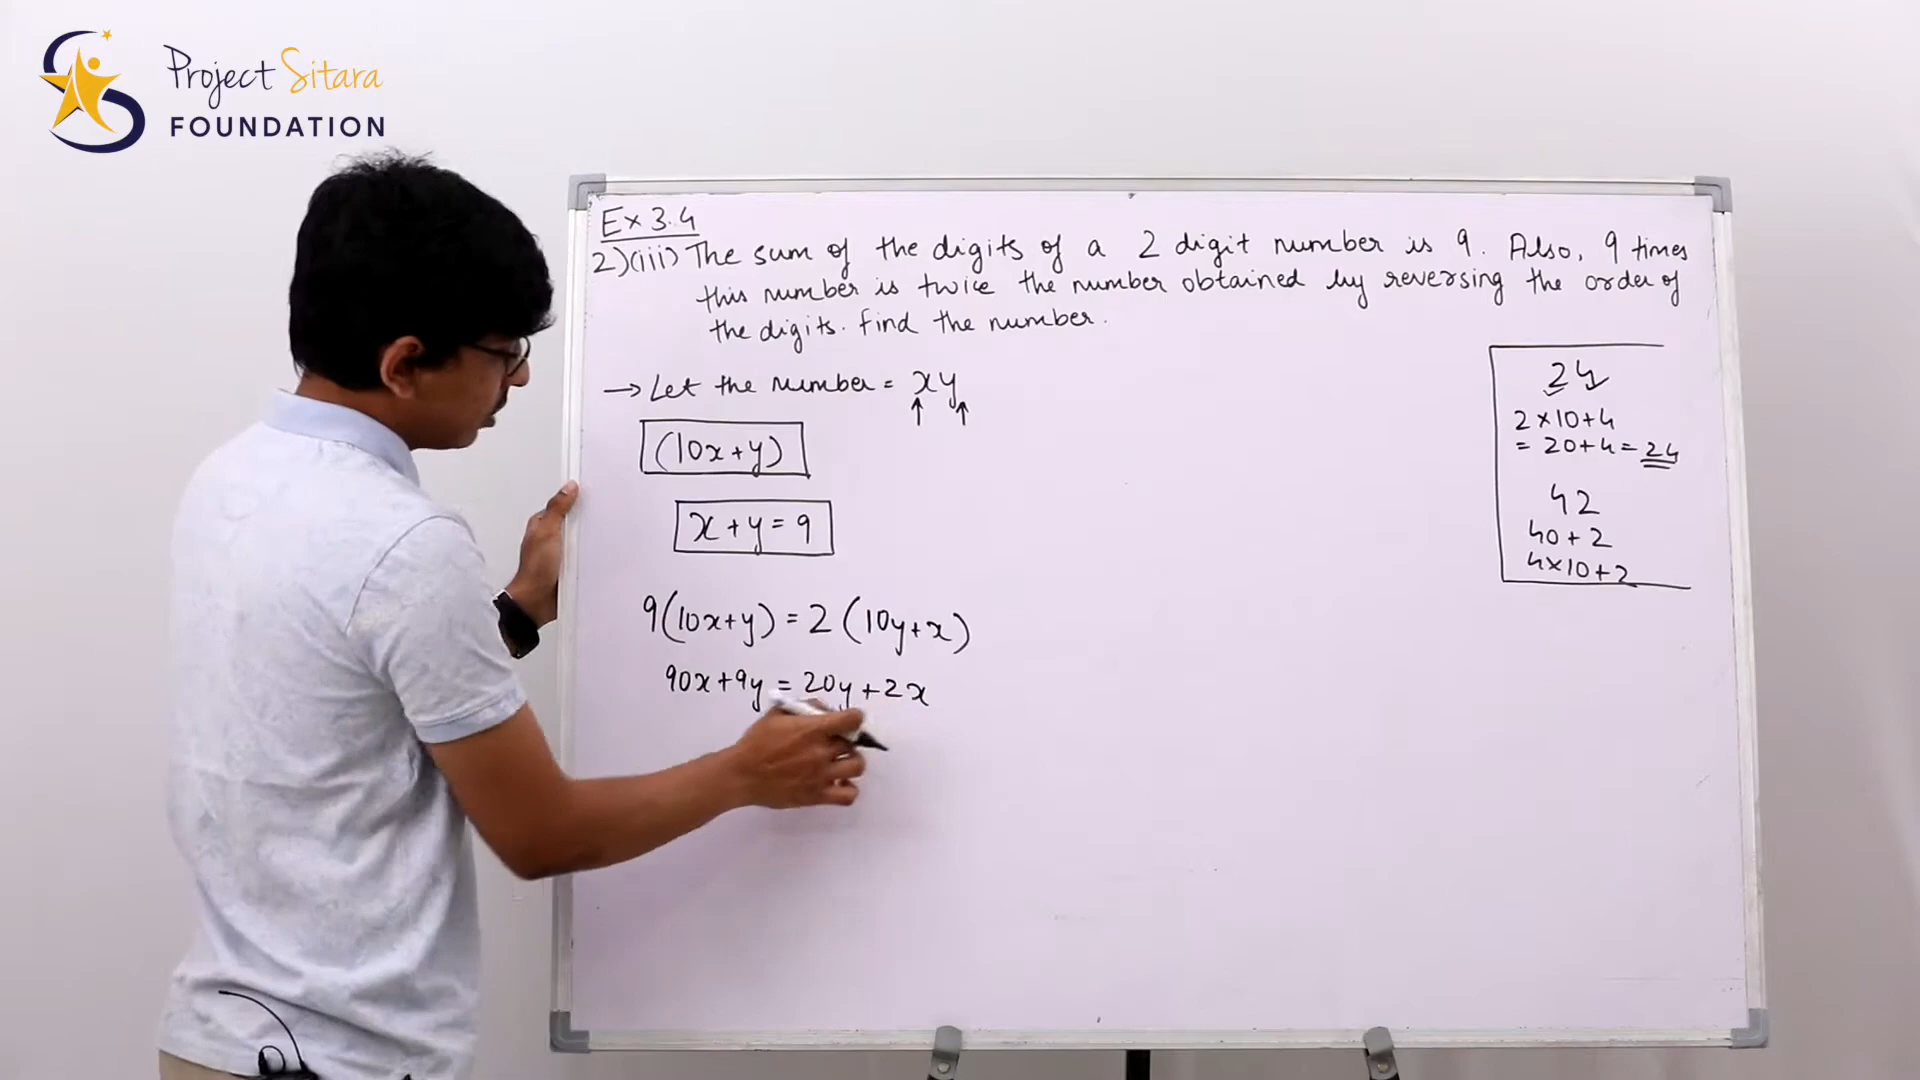 Project Sitara
FOUNDATION
Ex 3.4
2)(iii) The sum of the digits of a 2 digit number is 9. Also, 9 times
this number is twice the number obtained by reversing the order of
the digits. Find the number.
→ Let the number = xy
(10x+y)
x+y=9
9(10x+y) = 2(10y+x)
90x+9y = 20y+2x
24
2×10+4
= 20+4 = 24
42
40+2
4×10+2